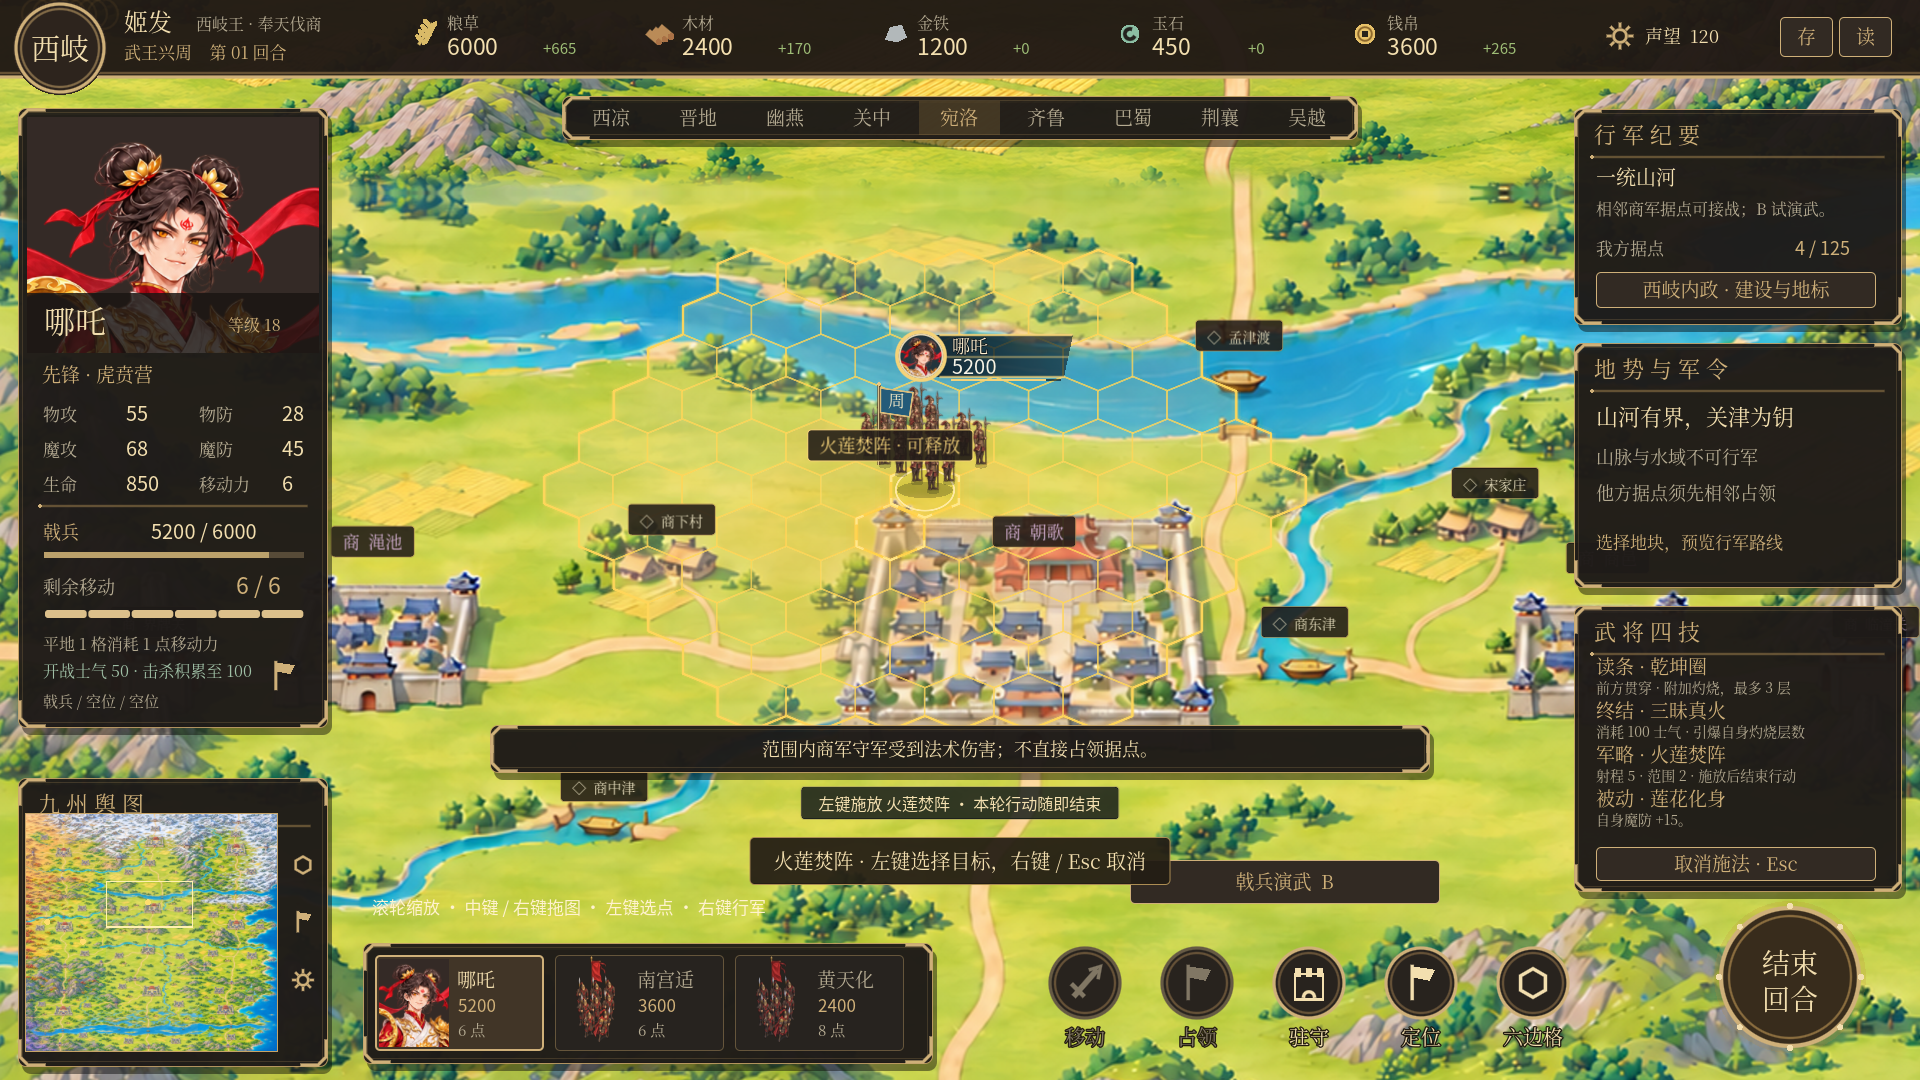 西岐
姬发 西岐王 · 奉天伐商
武王兴周 第 01 回合
粮草
6000 +665
木材
2400 +170
金铁
1200 +0
玉石
450 +0
钱帛
3600 +265
声望 120
存 读
西凉 晋地 幽燕 关中 宛洛 齐鲁 巴蜀 荆襄 吴越
哪吒 等级 18
先锋 · 虎贲营
物攻 55 物防 28
魔攻 68 魔防 45
生命 850 移动力 6
戟兵 5200 / 6000
剩余移动 6 / 6
平地 1 格消耗 1 点移动力
开战士气 50 · 击杀积累至 100
戟兵 / 空位 / 空位
九州舆图
哪吒
5200
周
火莲焚阵 · 可释放
孟津渡
商下村
商 朝歌
商 渑池
宋家庄
商东津
商中津
范围内商军守军受到法术伤害；不直接占领据点。
左键施放 火莲焚阵 · 本轮行动随即结束
火莲焚阵 · 左键选择目标，右键 / Esc 取消
戟兵演武 B
滚轮缩放 · 中键 / 右键拖图 · 左键选点 · 右键行军
哪吒
5200
6 点
南宫适
3600
6 点
黄天化
2400
8 点
移动 占领 驻守 定位 六边格
行军纪要
一统山河
相邻商军据点可接战；B 试演武。
我方据点 4 / 125
西岐内政 · 建设与地标
地势与军令
山河有界，关津为钥
山脉与水域不可行军
他方据点须先相邻占领
选择地块，预览行军路线
武将四技
读条 · 乾坤圈
前方贯穿 · 附加灼烧，最多 3 层
终结 · 三昧真火
消耗 100 士气 · 引爆自身灼烧层数
军略 · 火莲焚阵
射程 5 · 范围 2 · 施放后结束行动
被动 · 莲花化身
自身魔防 +15。
取消施法 · Esc
结束
回合